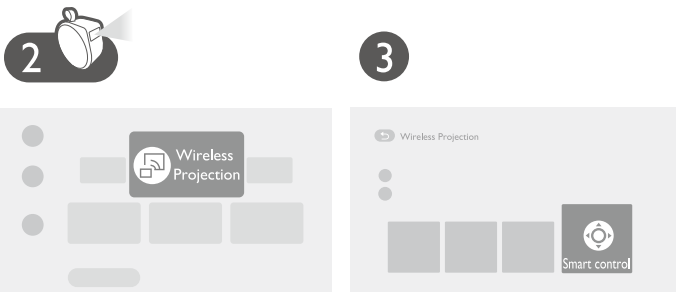 2
3
Wireless
Projection
Wireless Projection
Smart control